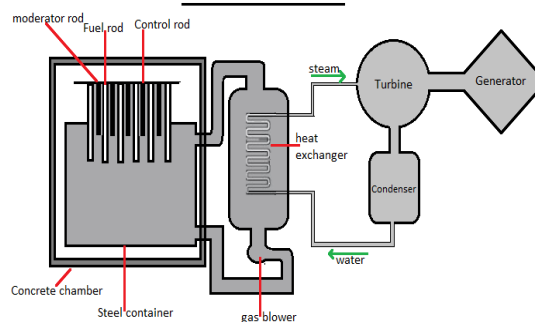 moderator rod
Fuel rod
Control rod
steam
Turbine
Generator
heat
exchanger
Condenser
water
Concrete chamber
Steel container
gas blower